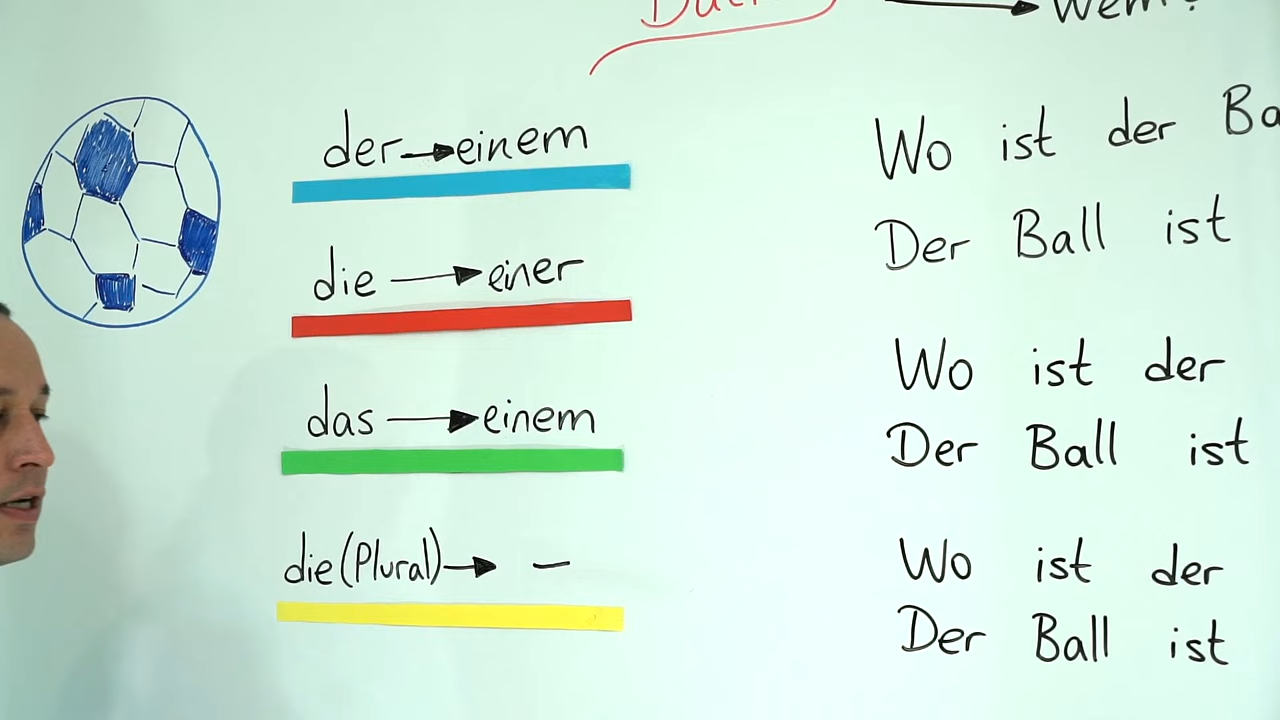 Wem?
der→einem
die→einer
das→einem
die(Plural)→ –
Wo ist der
Der Ball ist
Wo ist der
Der Ball ist
Wo ist der
Der Ball ist